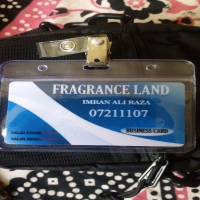 FRAGRANCE LAND
IMRAN ALI RAZA
07211107
BUSINESS CARD